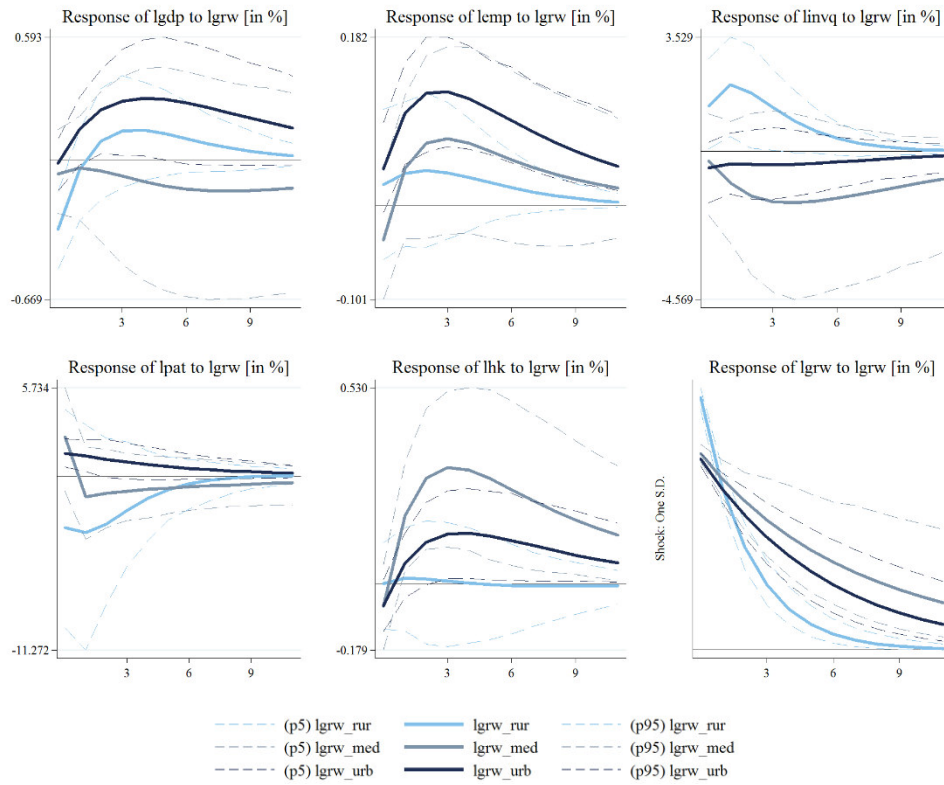 Response of lgdp to lgrw [in %]
Response of lemp to lgrw [in %]
Response of linvq to lgrw [in %]
0.593
-0.669
3 6 9
0.182
-0.101
3 6 9
3.529
-4.569
3 6 9
Response of lpat to lgrw [in %]
Response of lhk to lgrw [in %]
Response of lgrw to lgrw [in %]
5.734
-11.272
3 6 9
0.530
-0.179
3 6 9
Shock: One S.D.
3 6 9
(p5) lgrw_rur lgrw_rur (p95) lgrw_rur
(p5) lgrw_med lgrw_med (p95) lgrw_med
(p5) lgrw_urb lgrw_urb (p95) lgrw_urb